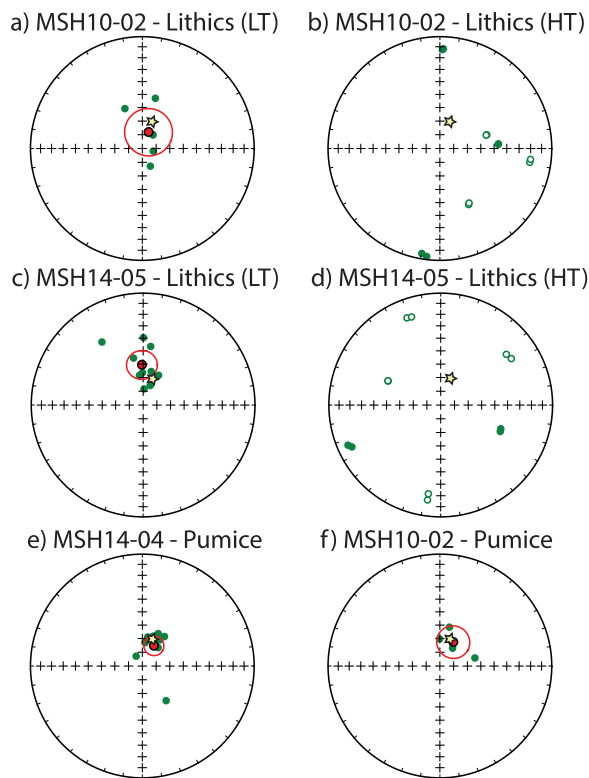 a) MSH10-02 - Lithics (LT)
b) MSH10-02 - Lithics (HT)
c) MSH14-05 - Lithics (LT)
d) MSH14-05 - Lithics (HT)
e) MSH14-04 - Pumice
f) MSH10-02 - Pumice